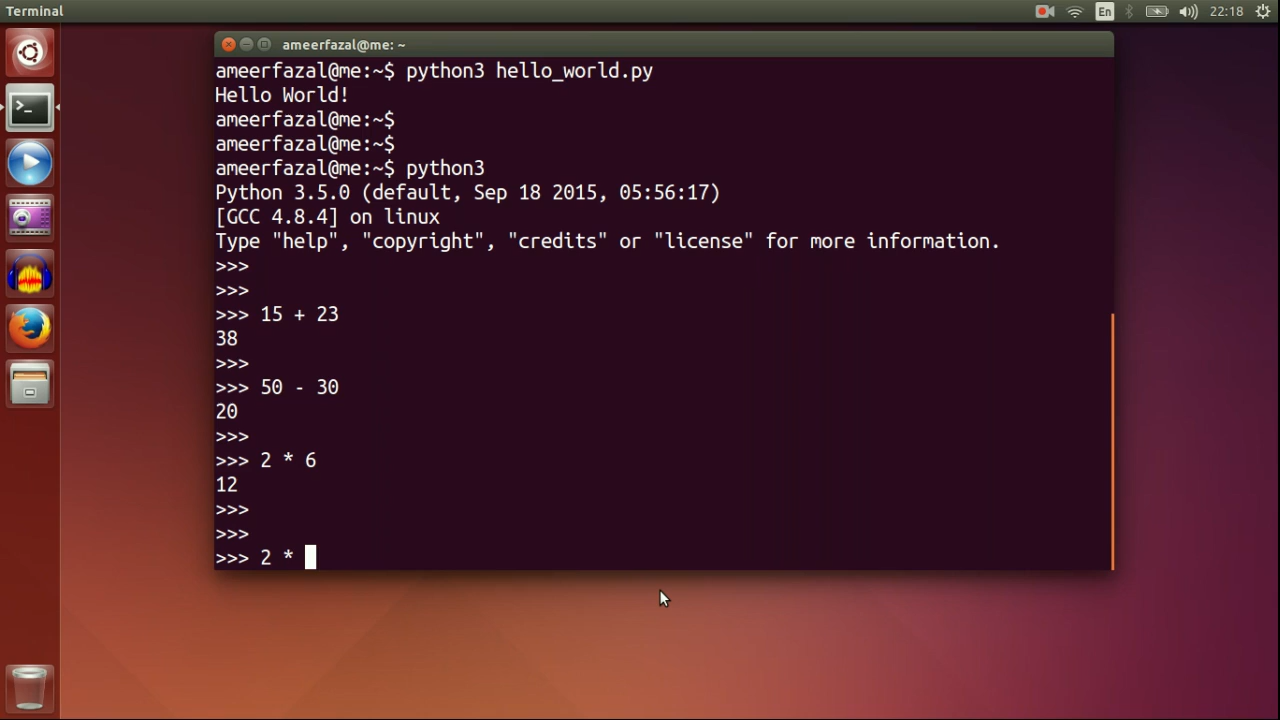 Terminal
En
22:18
ameerfazal@me: ~
ameerfazal@me:~$ python3 hello_world.py
Hello World!
ameerfazal@me:~$
ameerfazal@me:~$
ameerfazal@me:~$ python3
Python 3.5.0 (default, Sep 18 2015, 05:56:17)
[GCC 4.8.4] on linux
Type "help", "copyright", "credits" or "license" for more information.
>>>
>>>
>>> 15 + 23
38
>>>
>>> 50 - 30
20
>>>
>>> 2 * 6
12
>>>
>>>
>>> 2 *